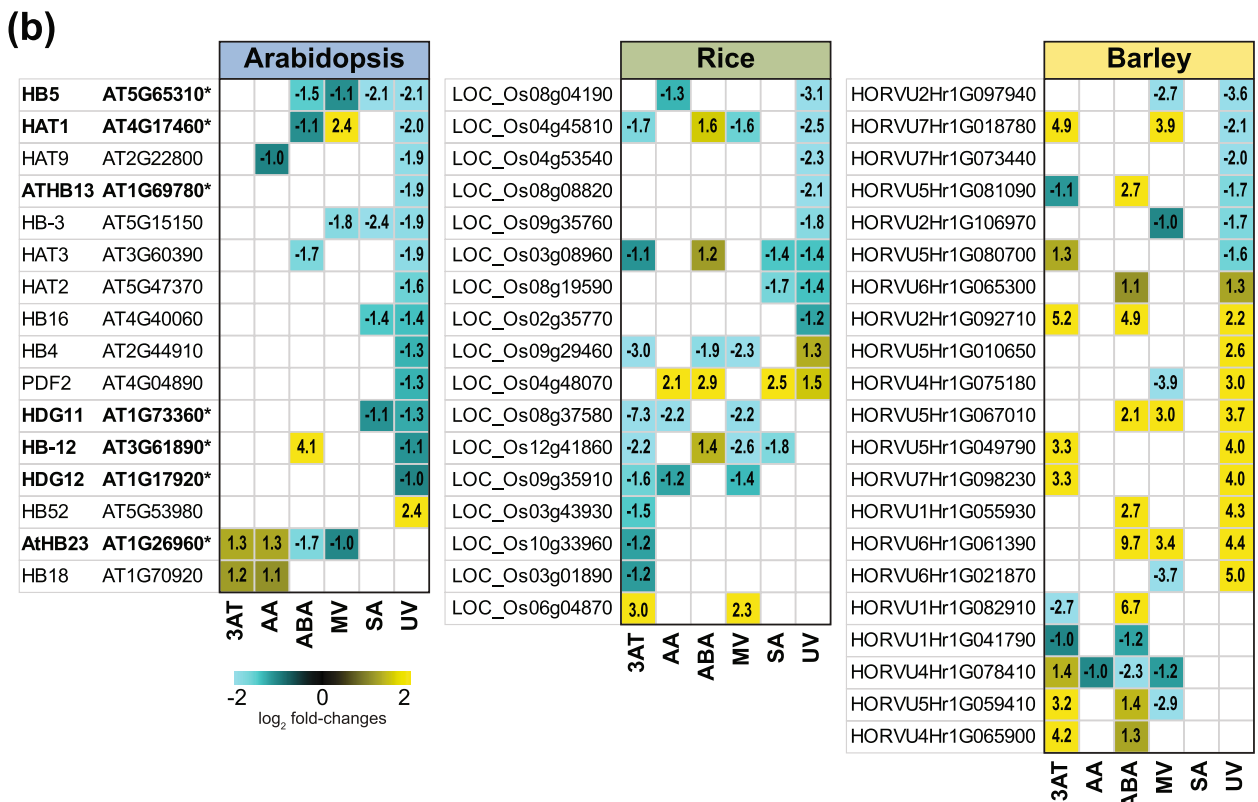 (b)
Arabidopsis
HB5 AT5G65310* -1.5 -1.1 -2.1 -2.1
HAT1 AT4G17460* -1.1 2.4 -2.0
HAT9 AT2G22800 -1.0 -1.9
ATHB13 AT1G69780* -1.9
HB-3 AT5G15150 -1.8 -2.4 -1.9
HAT3 AT3G60390 -1.7 -1.9
HAT2 AT5G47370 -1.6
HB16 AT4G40060 -1.4 -1.4
HB4 AT2G44910 -1.3
PDF2 AT4G04890 -1.3
HDG11 AT1G73360* -1.1 -1.3
HB-12 AT3G61890* 4.1 -1.1
HDG12 AT1G17920* -1.0
HB52 AT5G53980 2.4
AtHB23 AT1G26960* 1.3 1.3 -1.7 -1.0
HB18 AT1G70920 1.2 1.1
3AT AA ABA MV SA UV
-2 0 2
log2 fold-changes
Rice
LOC_Os08g04190 -1.3 -3.1
LOC_Os04g45810 -1.7 1.6 -1.6 -2.5
LOC_Os04g53540 -2.3
LOC_Os08g08820 -2.1
LOC_Os09g35760 -1.8
LOC_Os03g08960 -1.1 1.2 -1.4 -1.4
LOC_Os08g19590 -1.7 -1.4
LOC_Os02g35770 -1.2
LOC_Os09g29460 -3.0 -1.9 -2.3 1.3
LOC_Os04g48070 2.1 2.9 2.5 1.5
LOC_Os08g37580 -7.3 -2.2 -2.2
LOC_Os12g41860 -2.2 1.4 -2.6 -1.8
LOC_Os09g35910 -1.6 -1.2 -1.4
LOC_Os03g43930 -1.5
LOC_Os10g33960 -1.2
LOC_Os03g01890 -1.2
LOC_Os06g04870 3.0 2.3
3AT AA ABA MV SA UV
Barley
HORVU2Hr1G097940 -2.7 -3.6
HORVU7Hr1G018780 4.9 3.9 -2.1
HORVU7Hr1G073440 -2.0
HORVU5Hr1G081090 -1.1 2.7 -1.7
HORVU2Hr1G106970 -1.0 -1.7
HORVU5Hr1G080700 1.3 -1.6
HORVU6Hr1G065300 1.1 1.3
HORVU2Hr1G092710 5.2 4.9 2.2
HORVU5Hr1G010650 2.6
HORVU4Hr1G075180 -3.9 3.0
HORVU5Hr1G067010 2.1 3.0 3.7
HORVU5Hr1G049790 3.3 4.0
HORVU7Hr1G098230 3.3 4.0
HORVU1Hr1G055930 2.7 4.3
HORVU6Hr1G061390 9.7 3.4 4.4
HORVU6Hr1G021870 -3.7 5.0
HORVU1Hr1G082910 -2.7 6.7
HORVU1Hr1G041790 -1.0 -1.2
HORVU4Hr1G078410 1.4 -1.0 -2.3 -1.2
HORVU5Hr1G059410 3.2 1.4 -2.9
HORVU4Hr1G065900 4.2 1.3
3AT AA ABA MV SA UV